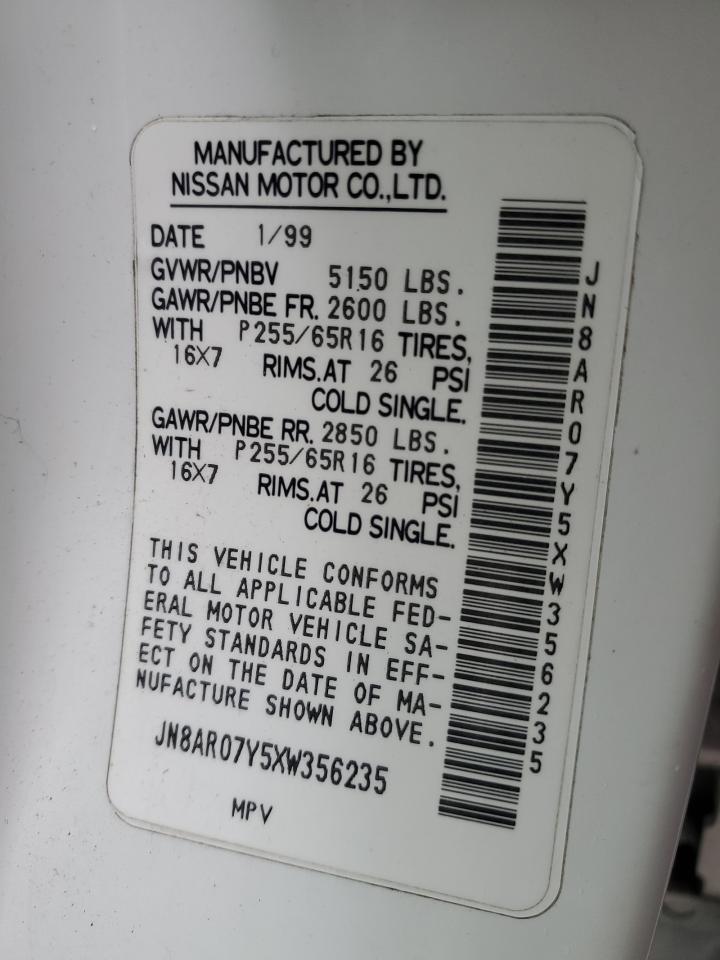 MANUFACTURED BY
NISSAN MOTOR CO.,LTD.
DATE 1/99
GVWR/PNBV 5150 LBS.
GAWR/PNBE FR. 2600 LBS.
WITH P255/65R16 TIRES,
16X7 RIMS.AT 26 PSI
COLD SINGLE.
GAWR/PNBE RR. 2850 LBS.
WITH P255/65R16 TIRES,
16X7 RIMS.AT 26 PSI
COLD SINGLE.
THIS VEHICLE CONFORMS
TO ALL APPLICABLE FED-
ERAL MOTOR VEHICLE SA-
FETY STANDARDS IN EFF-
ECT ON THE DATE OF MA-
NUFACTURE SHOWN ABOVE.
JN8AR07Y5XW356235
MPV
JN8AR07Y5XW356235